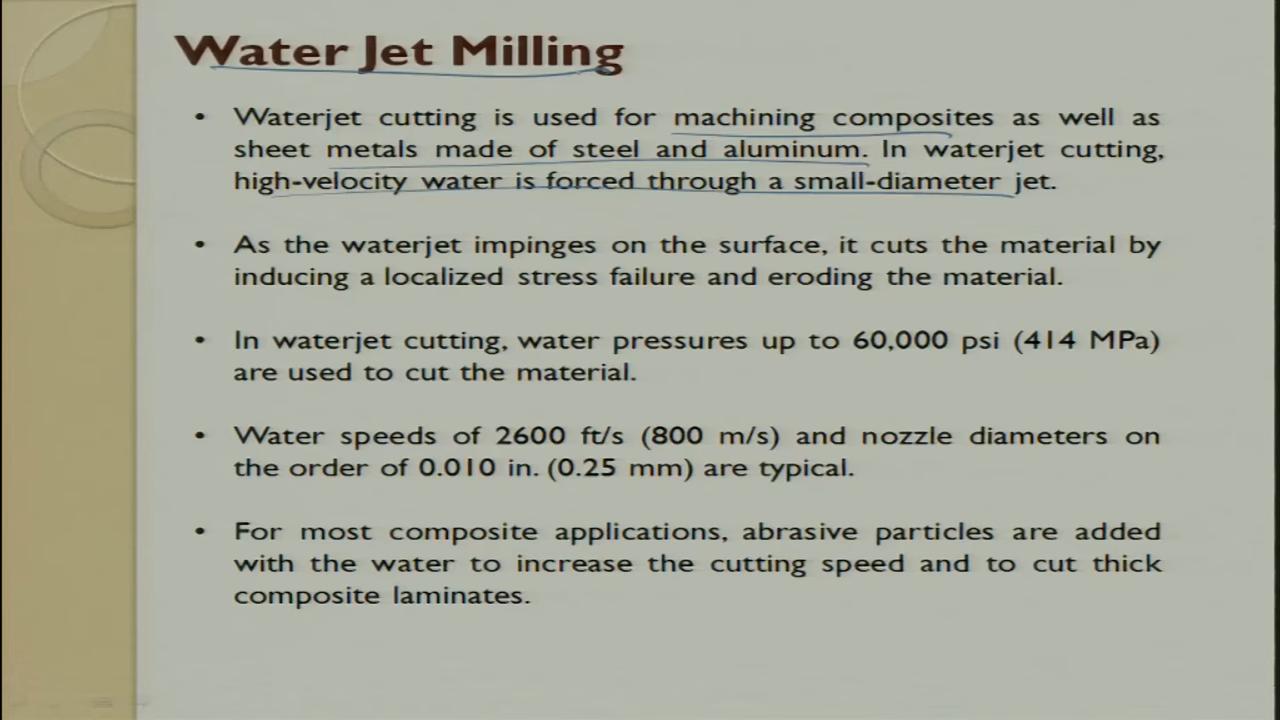 Water Jet Milling
• Waterjet cutting is used for machining composites as well as
sheet metals made of steel and aluminum. In waterjet cutting,
high-velocity water is forced through a small-diameter jet.
• As the waterjet impinges on the surface, it cuts the material by
inducing a localized stress failure and eroding the material.
• In waterjet cutting, water pressures up to 60,000 psi (414 MPa)
are used to cut the material.
• Water speeds of 2600 ft/s (800 m/s) and nozzle diameters on
the order of 0.010 in. (0.25 mm) are typical.
• For most composite applications, abrasive particles are added
with the water to increase the cutting speed and to cut thick
composite laminates.